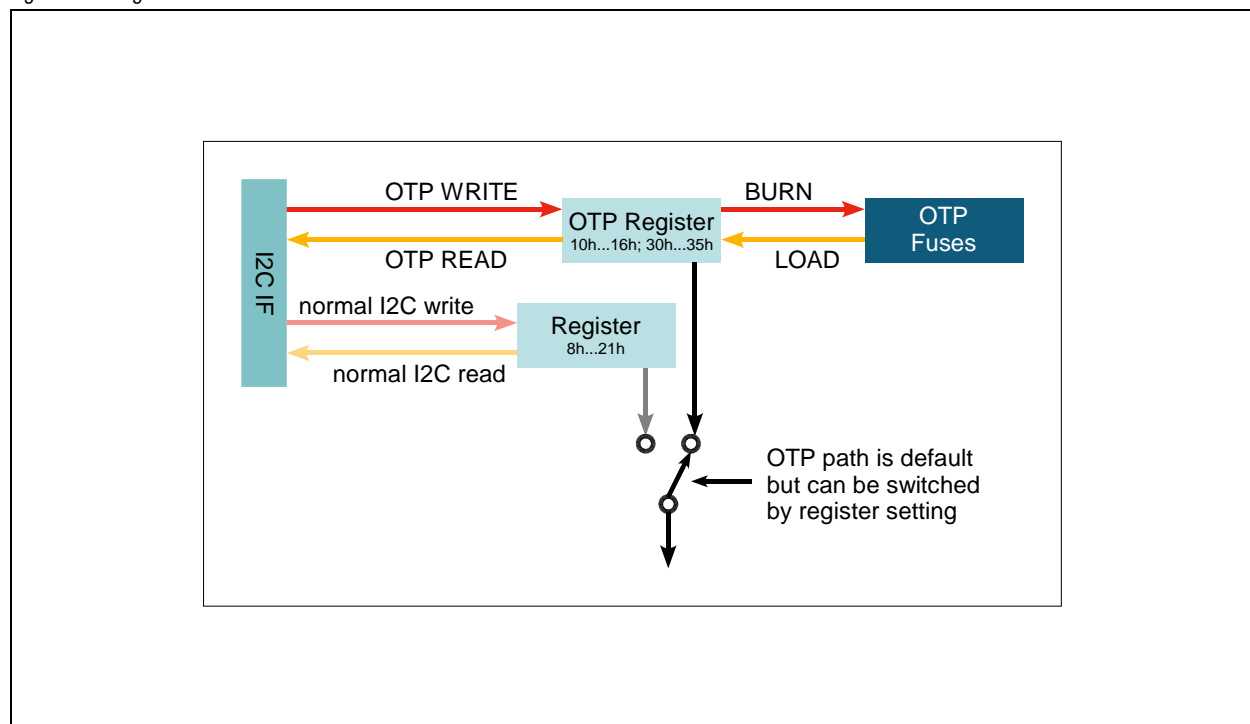 OTP WRITE
BURN
OTP Register
10h...16h; 30h...35h
OTP
Fuses
OTP READ
LOAD
I2C IF
normal I2C write
Register
8h...21h
normal I2C read
OTP path is default
but can be switched
by register setting